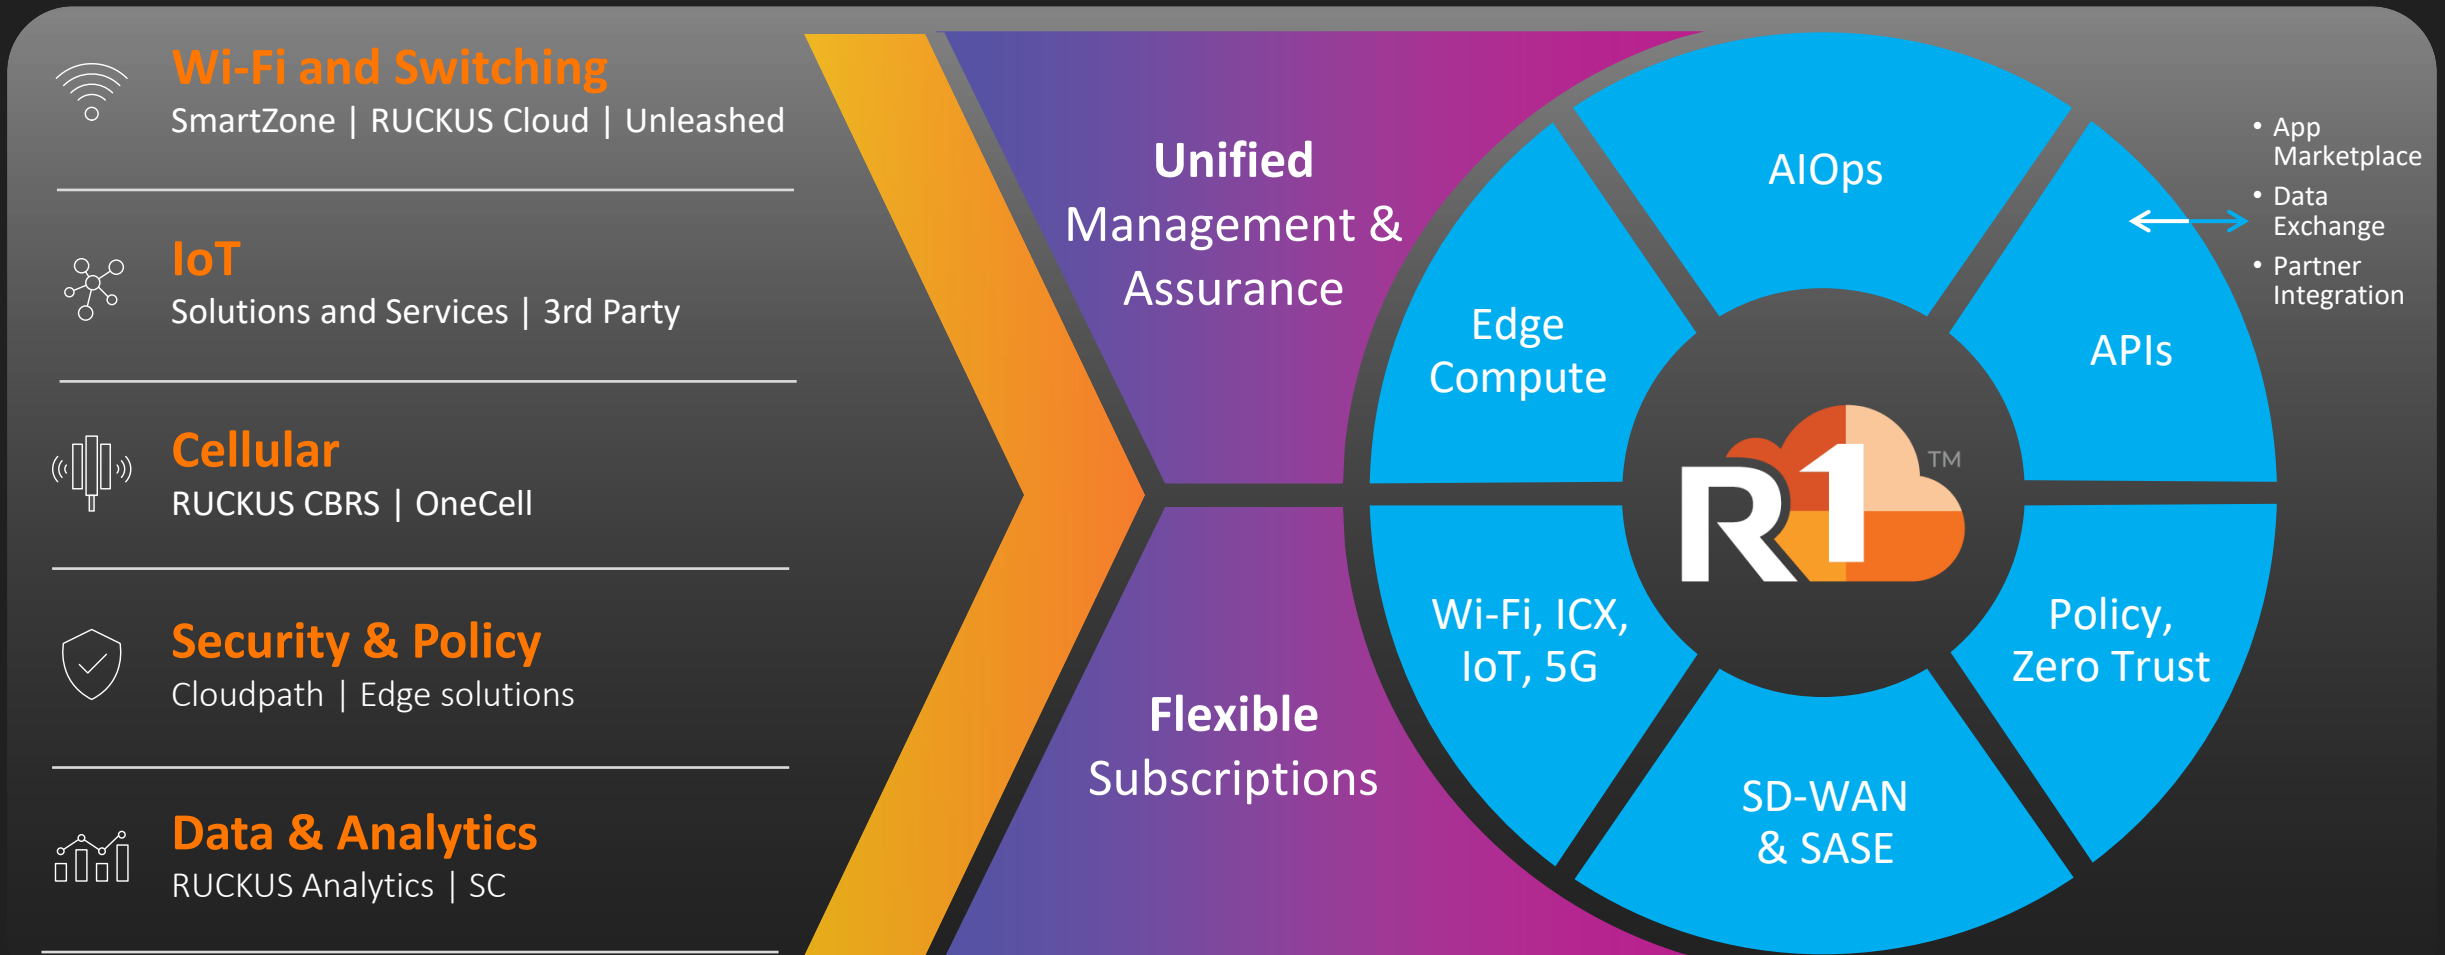 Wi-Fi and Switching
SmartZone | RUCKUS Cloud | Unleashed
IoT
Solutions and Services | 3rd Party
Cellular
RUCKUS CBRS | OneCell
Security & Policy
Cloudpath | Edge solutions
Data & Analytics
RUCKUS Analytics | SC
Unified
Management &
Assurance
Flexible
Subscriptions
AIOps
Edge
Compute
APIs
• App
Marketplace
• Data
Exchange
• Partner
Integration
R1 TM
Wi-Fi, ICX,
IoT, 5G
Policy,
Zero Trust
SD-WAN
& SASE